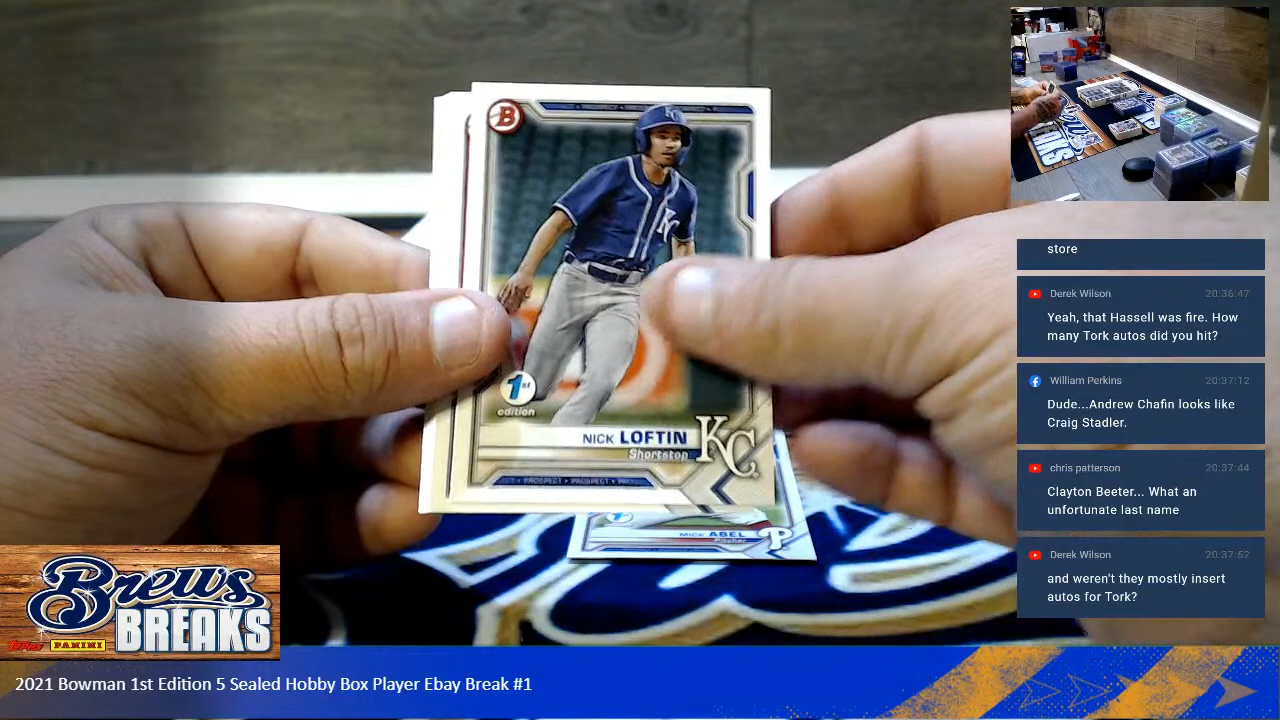 B
KC
1ST
edition
NICK LOFTIN
Shortstop
KC
PROSPECT • PROSPECT
MICK ABEL
Pitcher
P
store
Derek Wilson 20:36:47
Yeah, that Hassell was fire. How
many Tork autos did you hit?
William Perkins 20:37:12
Dude...Andrew Chafin looks like
Craig Stadler.
chris patterson 20:37:44
Clayton Beeter... What an
unfortunate last name
Derek Wilson 20:37:52
and weren't they mostly insert
autos for Tork?
Brews
BREAKS
Topps PANINI
2021 Bowman 1st Edition 5 Sealed Hobby Box Player Ebay Break #1